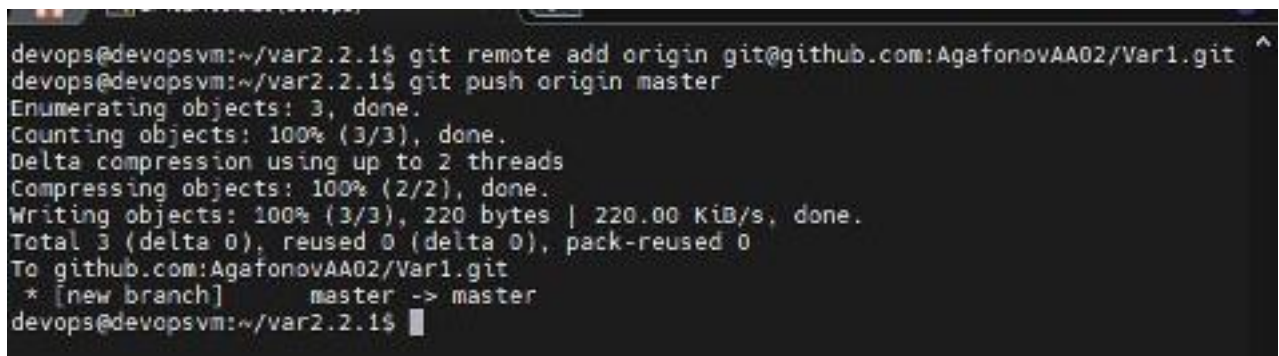 devops@devopsvm:~/var2.2.1$ git remote add origin git@github.com:AgafonovAA02/Var1.git
devops@devopsvm:~/var2.2.1$ git push origin master
Enumerating objects: 3, done.
Counting objects: 100% (3/3), done.
Delta compression using up to 2 threads
Compressing objects: 100% (2/2), done.
Writing objects: 100% (3/3), 220 bytes | 220.00 KiB/s, done.
Total 3 (delta 0), reused 0 (delta 0), pack-reused 0
To github.com:AgafonovAA02/Var1.git
 * [new branch]      master -> master
devops@devopsvm:~/var2.2.1$